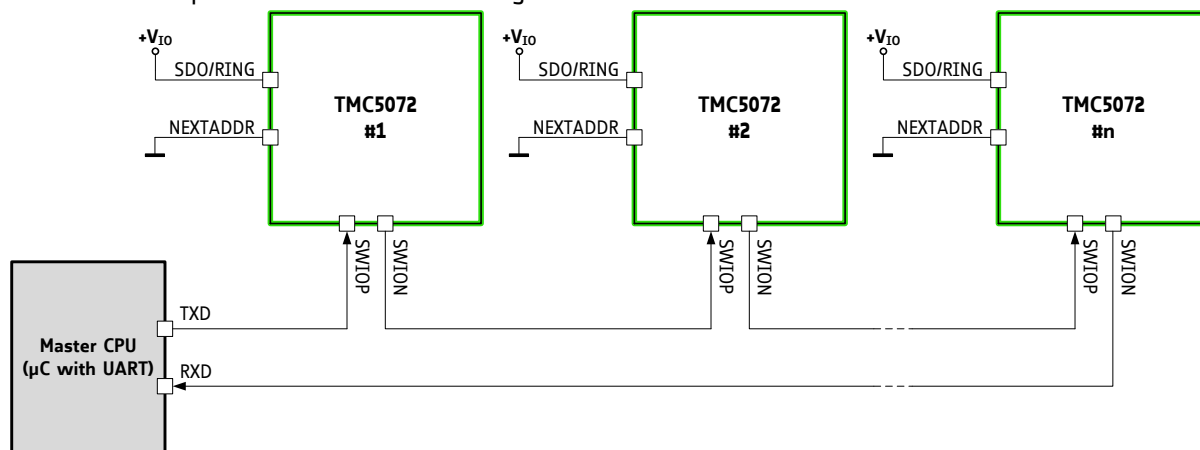 +VIO
SDO/RING
NEXTADDR
TMC5072
#1
SWIOP
SWION
+VIO
SDO/RING
NEXTADDR
TMC5072
#2
SWIOP
SWION
+VIO
SDO/RING
NEXTADDR
TMC5072
#n
SWIOP
SWION
Master CPU
(µC with UART)
TXD
RXD